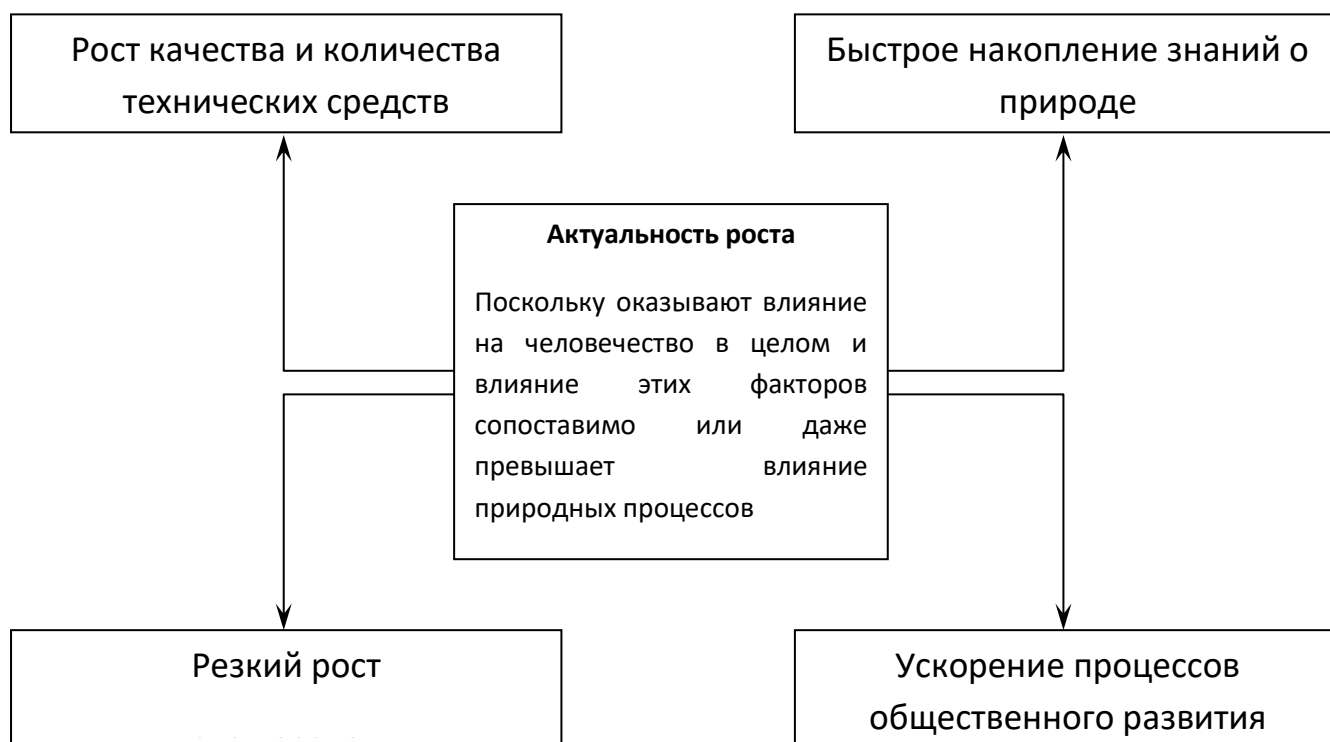 Рост качества и количества
технических средств
Быстрое накопление знаний о
природе
Актуальность роста
Поскольку оказывают влияние
на человечество в целом и
влияние этих факторов
сопоставимо или даже
превышает влияние
природных процессов
Резкий рост
Ускорение процессов
общественного развития